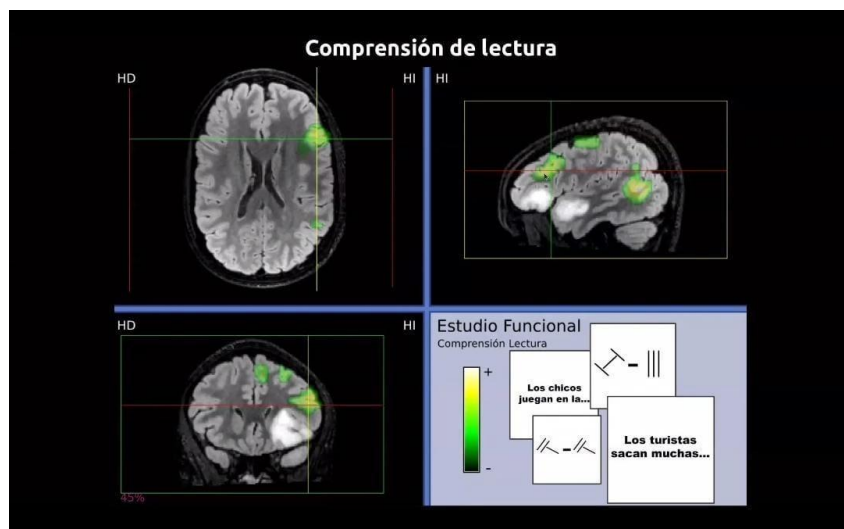 Comprensión de lectura
HD
HI
HI
HD
HI
45%
Estudio Funcional
Comprensión Lectura
+
-
Los chicos
juegan en la...
Los turistas
sacan muchas...